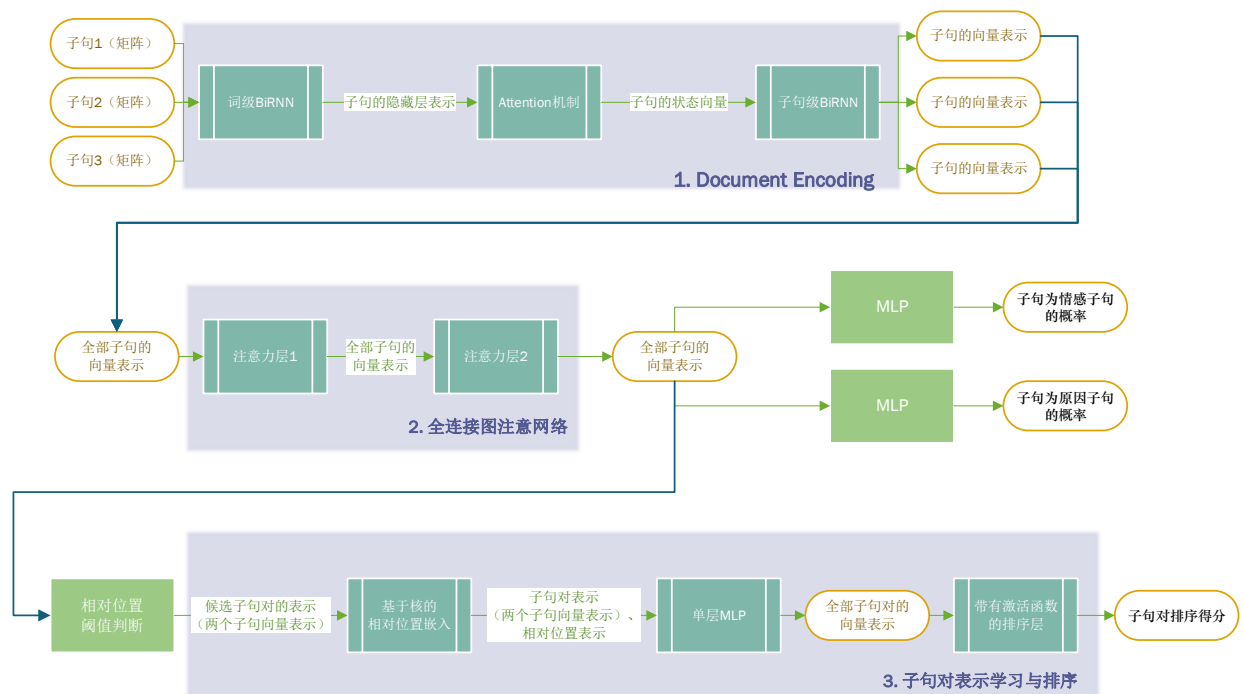 子句1（矩阵）
子句2（矩阵）
子句3（矩阵）
词级BiRNN
子句的隐藏层表示
Attention机制
子句的状态向量
子句级BiRNN
子句的向量表示
子句的向量表示
子句的向量表示
1. Document Encoding
全部子句的
向量表示
注意力层1
全部子句的
向量表示
注意力层2
全部子句的
向量表示
2. 全连接图注意网络
MLP
子句为情感子句
的概率
MLP
子句为原因子句
的概率
相对位置
阈值判断
候选子句对的表示
（两个子句向量表示）
基于核的
相对位置嵌入
子句对表示
（两个子句向量表示）、
相对位置表示
单层MLP
全部子句对的
向量表示
带有激活函数
的排序层
子句对排序得分
3. 子句对表示学习与排序